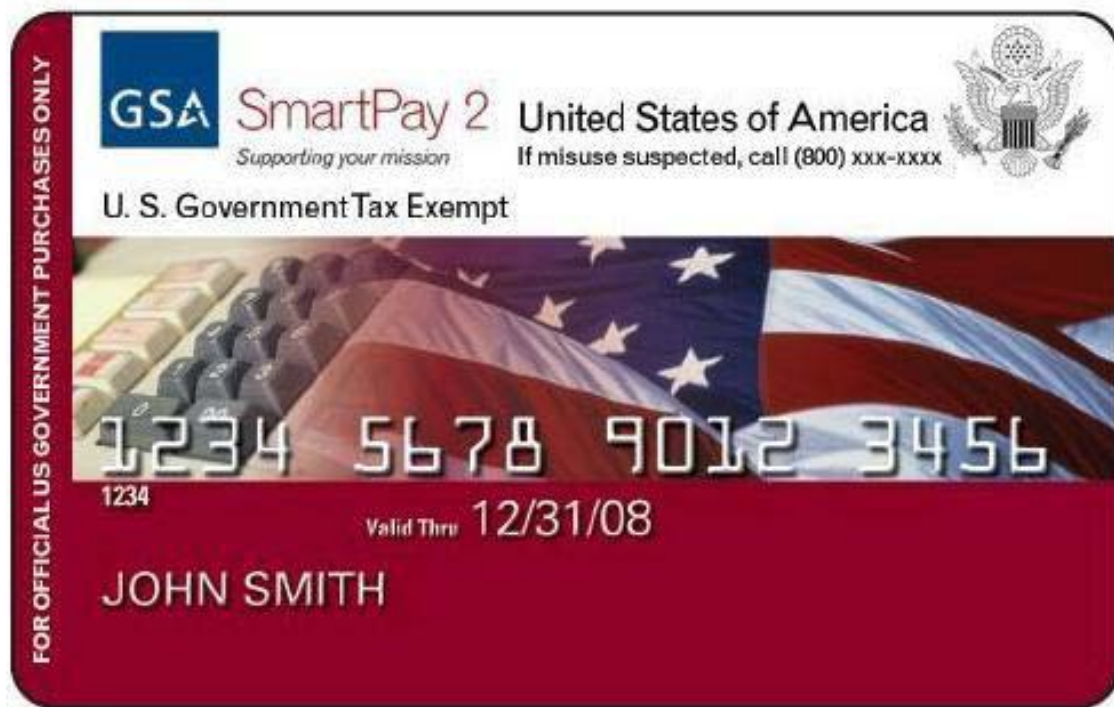 FOR OFFICIAL US GOVERNMENT PURCHASES ONLY
GSA
SmartPay 2
Supporting your mission
United States of America
If misuse suspected, call (800) xxx-xxxx
U. S. Government Tax Exempt
1234 5678 9012 3456
1234
Valid Thru 12/31/08
JOHN SMITH